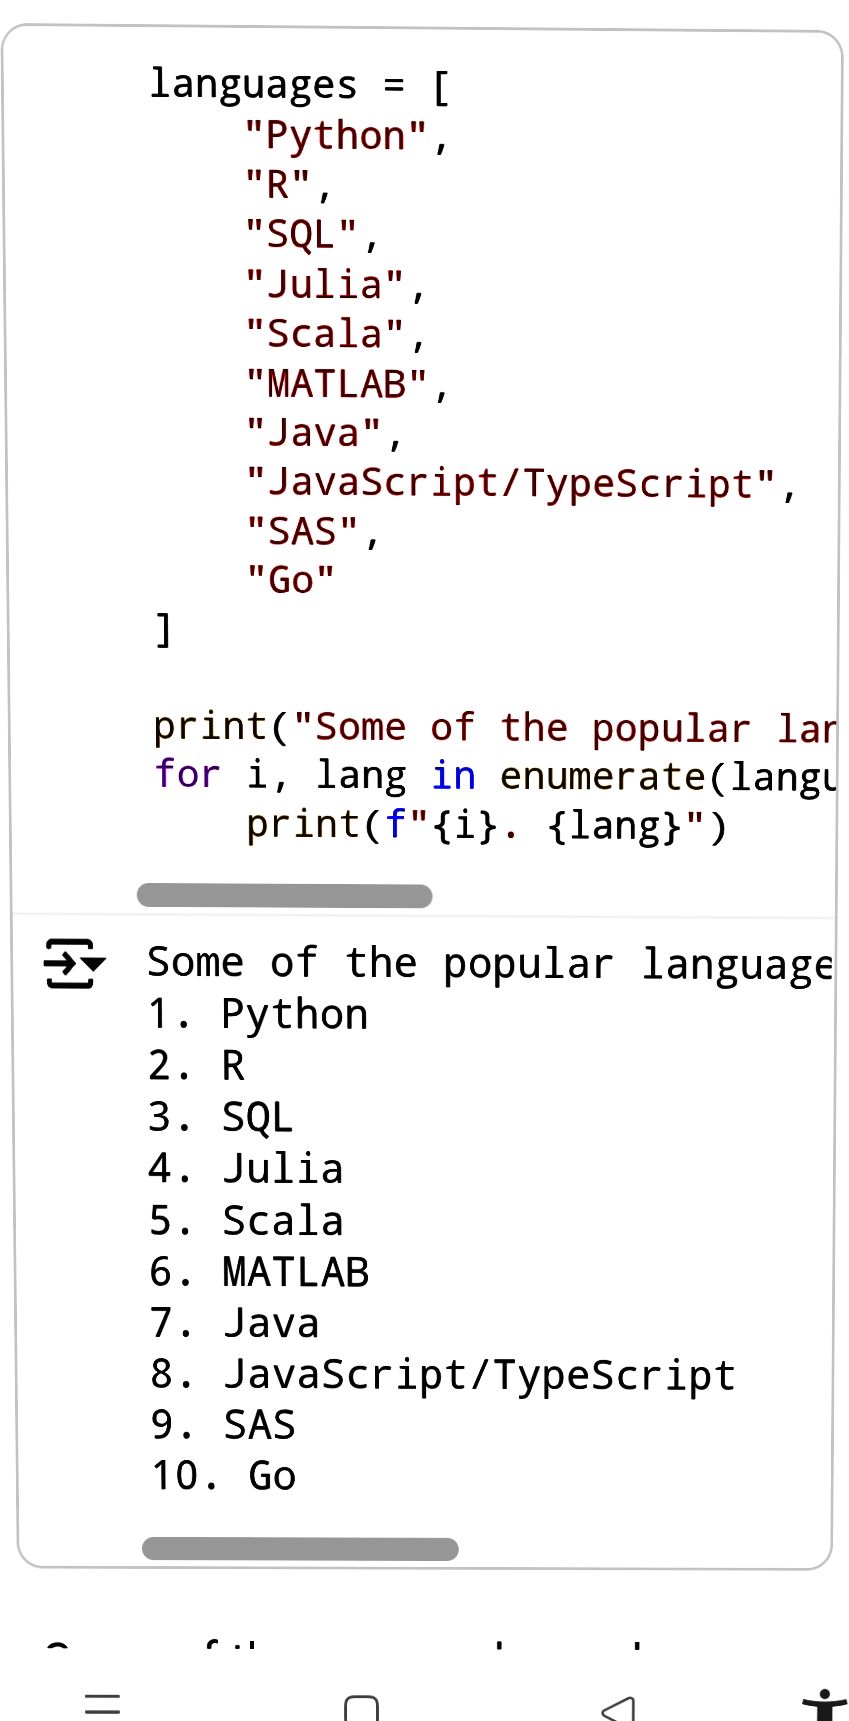 languages = [
    "Python",
    "R",
    "SQL",
    "Julia",
    "Scala",
    "MATLAB",
    "Java",
    "JavaScript/TypeScript",
    "SAS",
    "Go"
]
print("Some of the popular lan
for i, lang in enumerate(langu
    print(f"{i}. {lang}")
Some of the popular language
1. Python
2. R
3. SQL
4. Julia
5. Scala
6. MATLAB
7. Java
8. JavaScript/TypeScript
9. SAS
10. Go